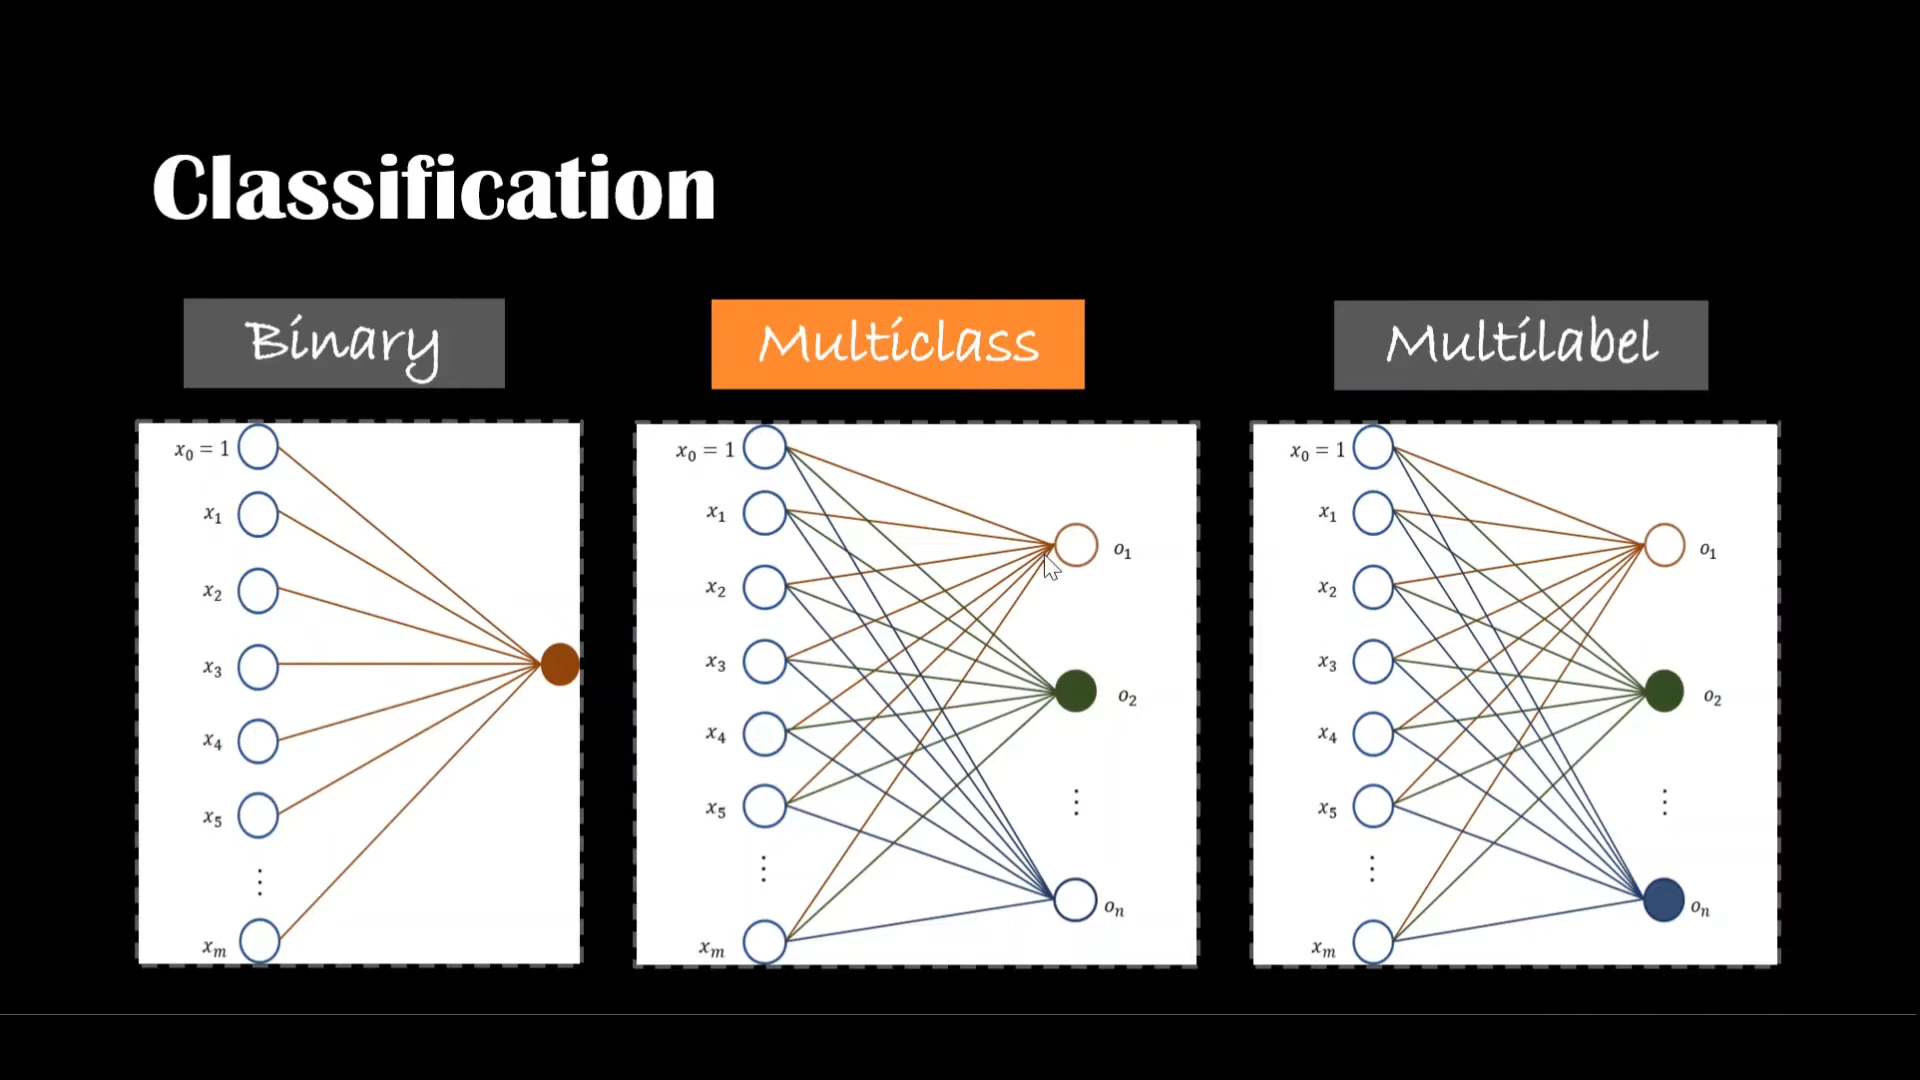 Classification
Binary
Multiclass
Multilabel
x₀ = 1
x₁
x₂
x₃
x₄
x₅
⋮
xₘ
x₀ = 1
x₁
x₂
x₃
x₄
x₅
⋮
xₘ
o₁
o₂
⋮
oₙ
x₀ = 1
x₁
x₂
x₃
x₄
x₅
⋮
xₘ
o₁
o₂
⋮
oₙ